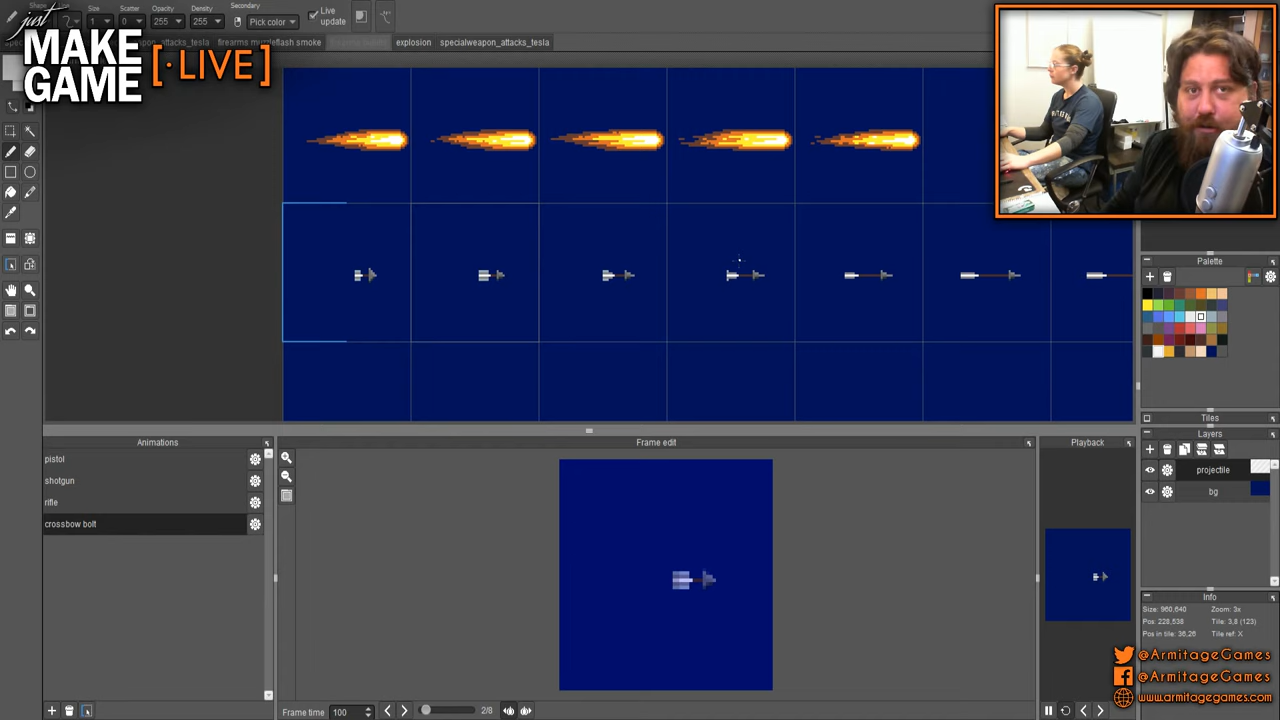 Size:
Scatter
Opacity
Density
Secondary
1
0
255
255
Pick color
Live update
just
MAKE
GAME
[·LIVE]
apon_attacks_tesla
firearms muzzleflash smoke
explosion
specialweapon_attacks_tesla
Palette
Tiles
Layers
projectile
bg
Animations
pistol
shotgun
rifle
crossbow bolt
Frame edit
Playback
Info
Size: 960,640
Zoom: 3x
Pos: 228,538
Tile: 3,8 (123)
Pos in tile: 36,26
Tile ref: X
@ArmitageGames
@ArmitageGames
www.armitagegames.com
Frame time
100
2/8